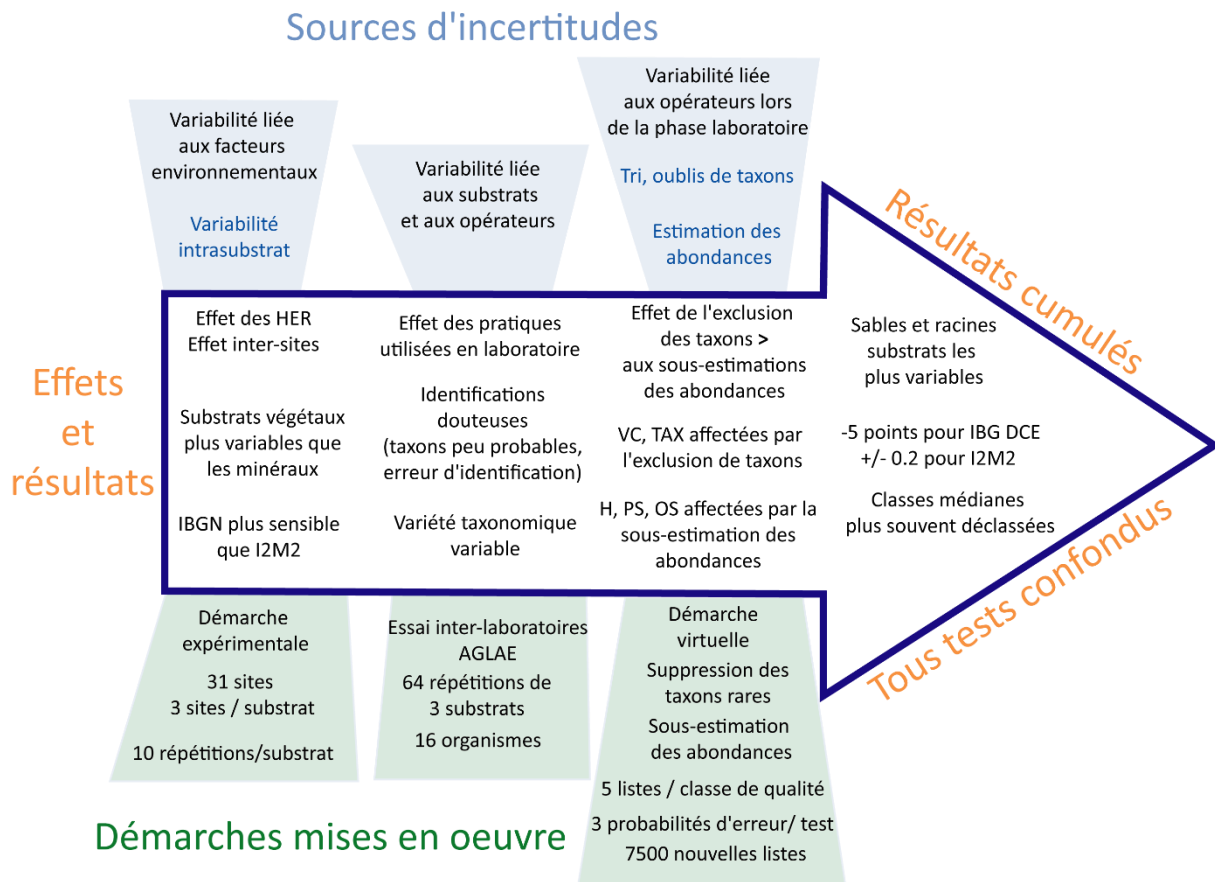 Sources d'incertitudes
Variabilité liée
aux facteurs
environnementaux
Variabilité
intrasubstrat
Variabilité liée
aux substrats
et aux opérateurs
Variabilité liée
aux opérateurs lors
de la phase laboratoire
Tri, oublis de taxons
Estimation des
abondances
Effets
et
résultats
Effet des HER
Effet inter-sites
Substrats végétaux
plus variables que
les minéraux
IBGN plus sensible
que I2M2
Effet des pratiques
utilisées en laboratoire
Identifications
douteuses
(taxons peu probables,
erreur d'identification)
Variété taxonomique
variable
Effet de l'exclusion
des taxons >
aux sous-estimations
des abondances
VC, TAX affectées par
l'exclusion de taxons
H, PS, OS affectées par la
sous-estimation des
abondances
Résultats cumulés
Sables et racines
substrats les
plus variables
-5 points pour IBG DCE
+/- 0.2 pour I2M2
Classes médianes
plus souvent déclassées
Tous tests confondus
Démarche
expérimentale
31 sites
3 sites / substrat
10 répétitions/substrat
Essai inter-laboratoires
AGLAE
64 répétitions de
3 substrats
16 organismes
Démarche
virtuelle
Suppression des
taxons rares
Sous-estimation
des abondances
5 listes / classe de qualité
3 probabilités d'erreur/ test
7500 nouvelles listes
Démarches mises en oeuvre